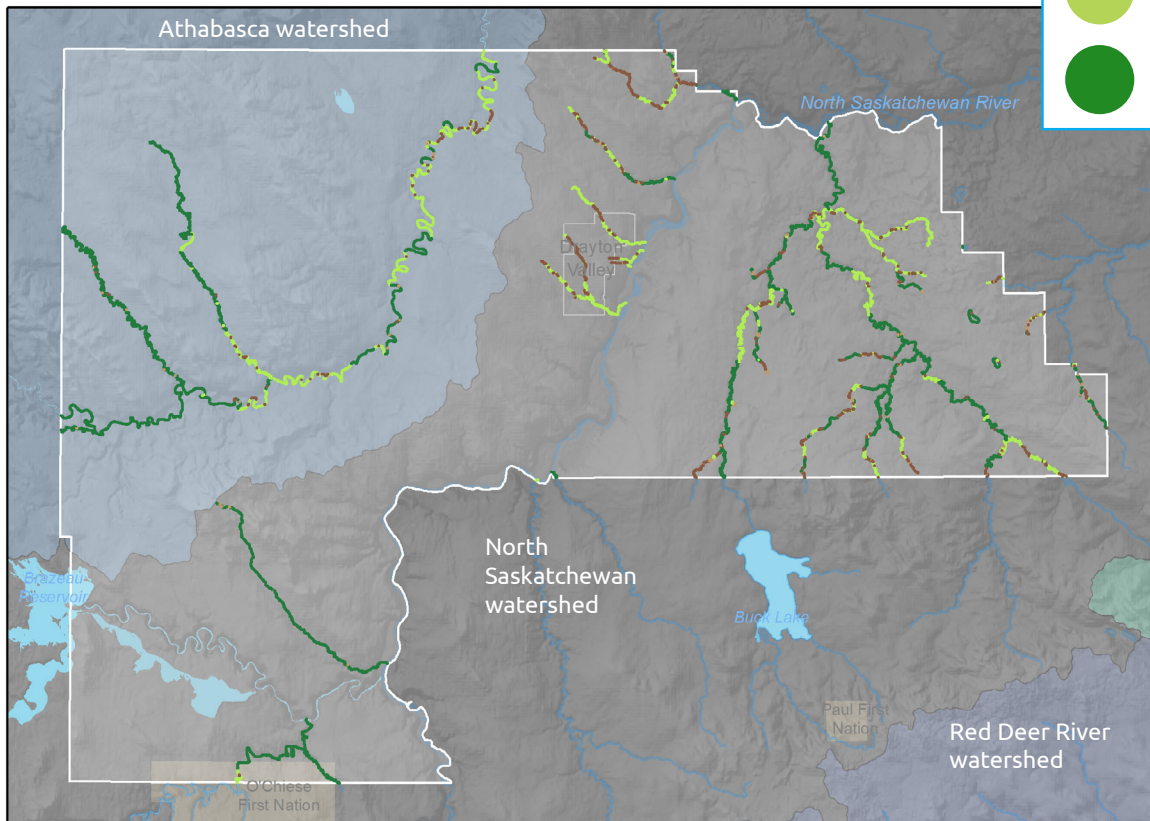 Athabasca watershed
North Saskatchewan River
Drayton
Valley
North
Saskatchewan
watershed
Brazeau
Reservoir
Buck Lake
Paul First
Nation
Red Deer River
watershed
O'Chiese
First Nation